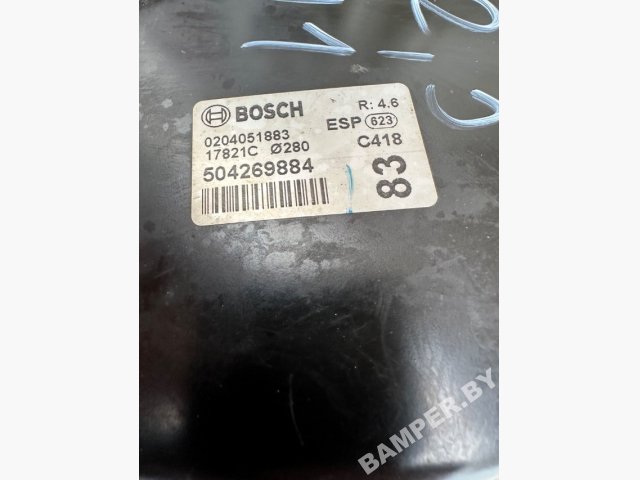 BOSCH R: 4.6
0204051883 ESP 623
17821C Ø280 C418
504269884 83
BAMPER.BY